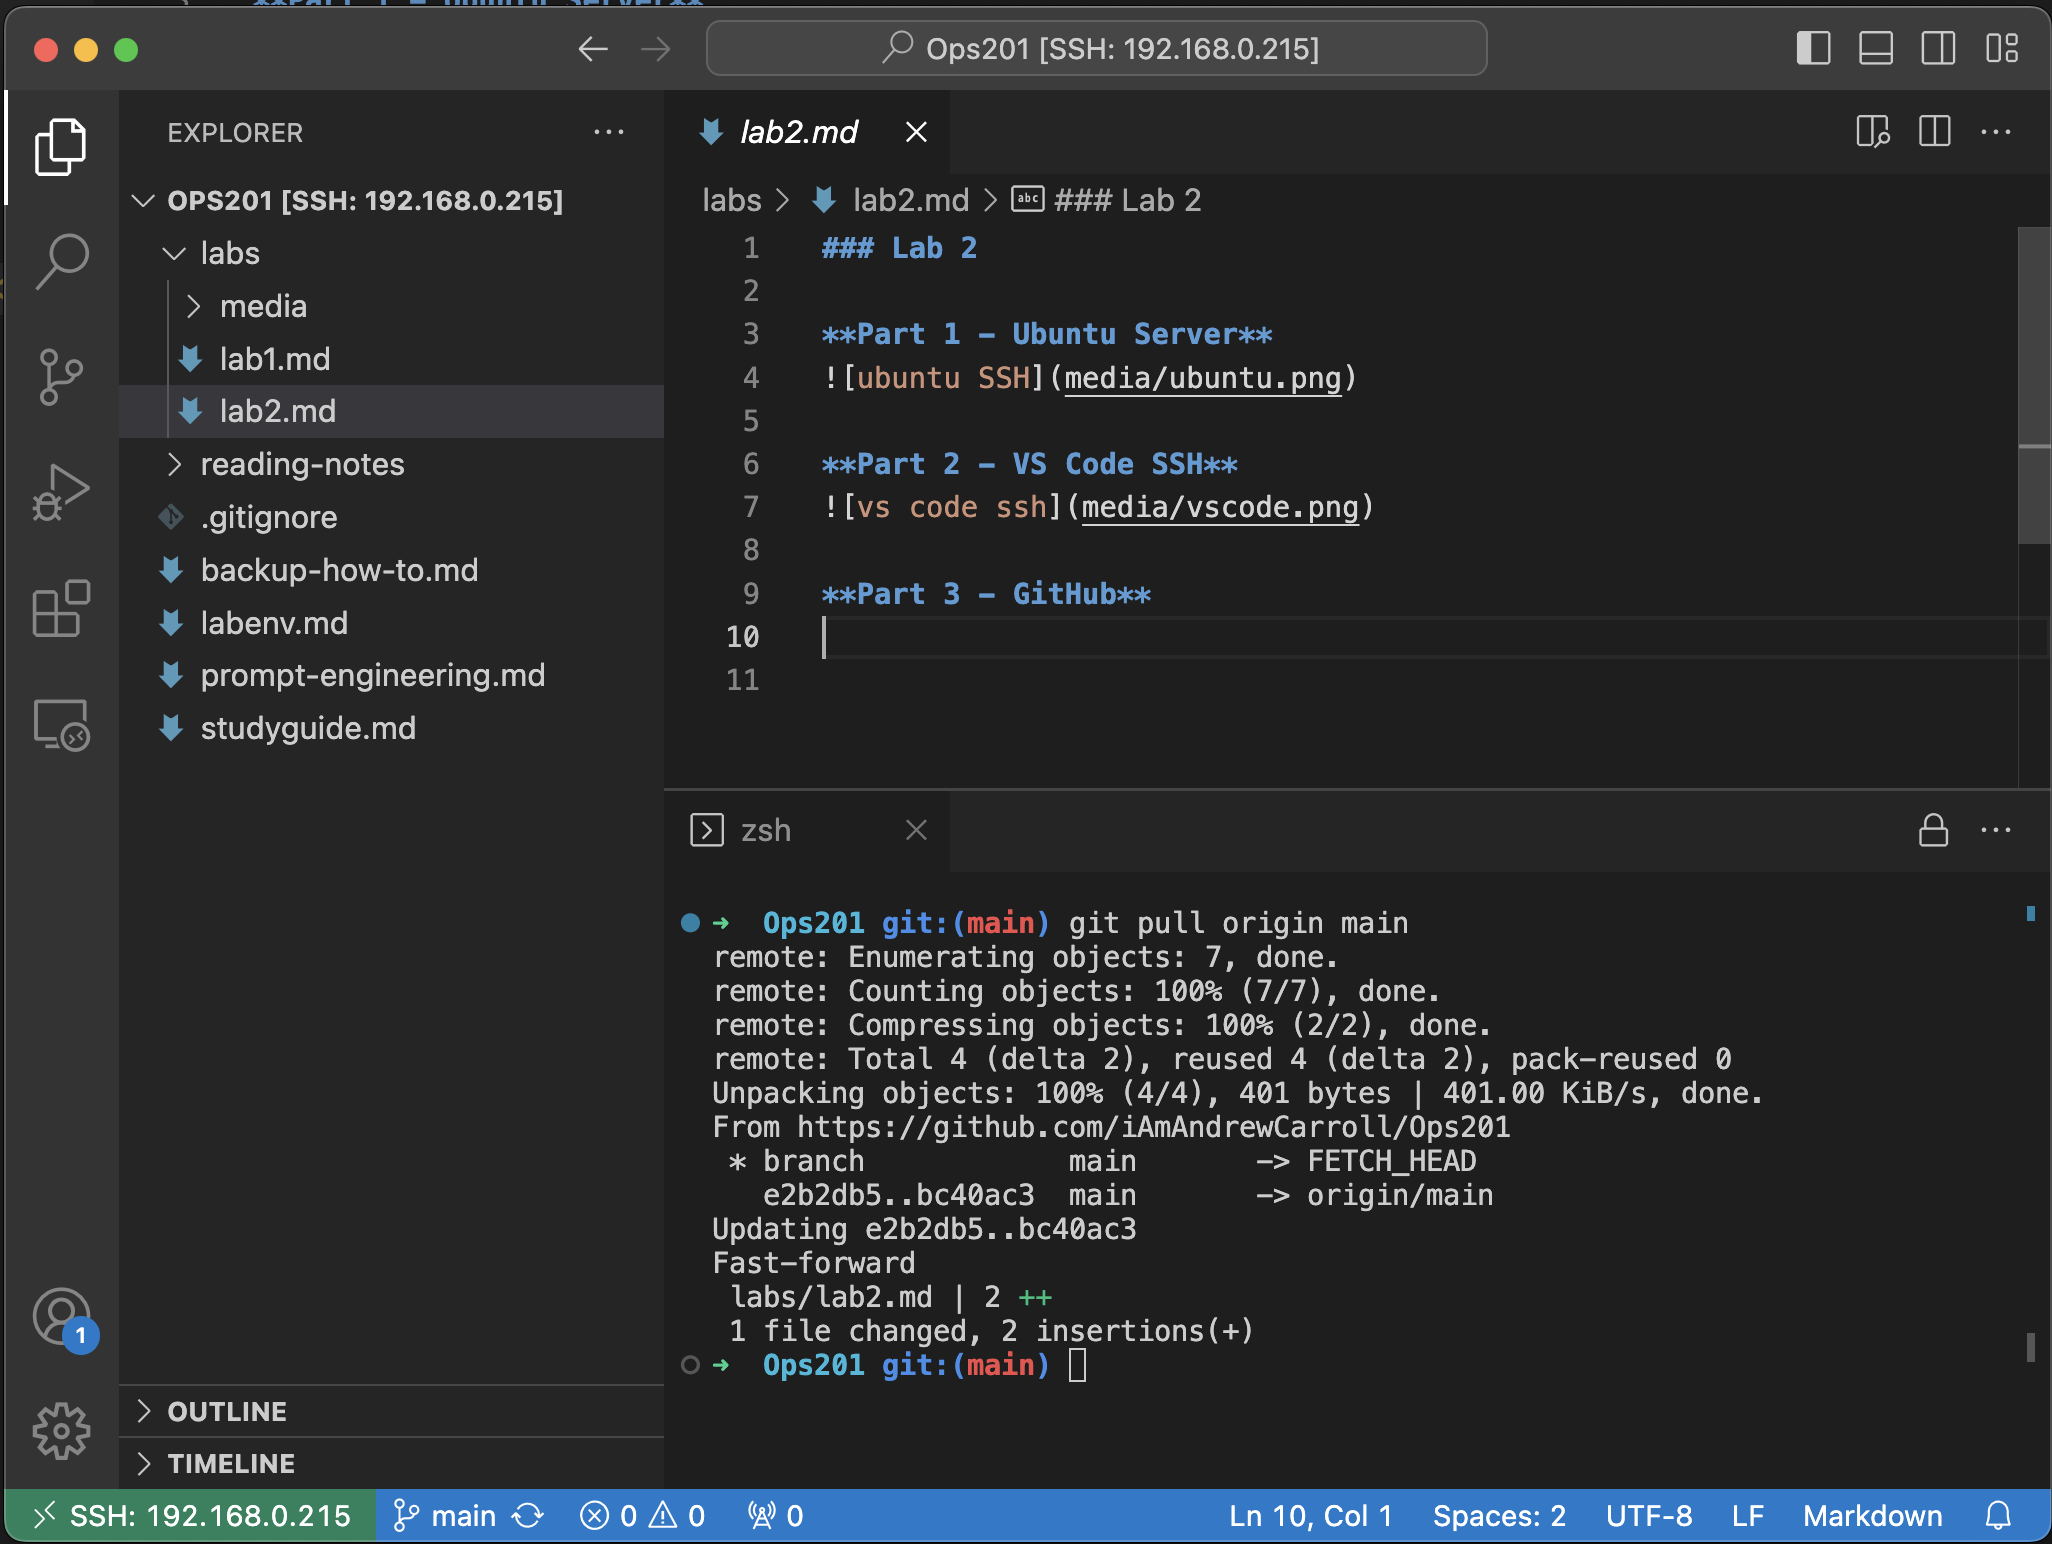 Ops201 [SSH: 192.168.0.215]
EXPLORER
OPS201 [SSH: 192.168.0.215]
labs
media
lab1.md
lab2.md
reading-notes
.gitignore
backup-how-to.md
labenv.md
prompt-engineering.md
studyguide.md
OUTLINE
TIMELINE
lab2.md
labs > lab2.md > abc ### Lab 2
1 ### Lab 2
2
3 **Part 1 - Ubuntu Server**
4 ![ubuntu SSH](media/ubuntu.png)
5
6 **Part 2 - VS Code SSH**
7 ![vs code ssh](media/vscode.png)
8
9 **Part 3 - GitHub**
10
11
zsh
➜ Ops201 git:(main) git pull origin main
remote: Enumerating objects: 7, done.
remote: Counting objects: 100% (7/7), done.
remote: Compressing objects: 100% (2/2), done.
remote: Total 4 (delta 2), reused 4 (delta 2), pack-reused 0
Unpacking objects: 100% (4/4), 401 bytes | 401.00 KiB/s, done.
From https://github.com/iAmAndrewCarroll/Ops201
* branch main -> FETCH_HEAD
e2b2db5..bc40ac3 main -> origin/main
Updating e2b2db5..bc40ac3
Fast-forward
labs/lab2.md | 2 ++
1 file changed, 2 insertions(+)
➜ Ops201 git:(main)
1
SSH: 192.168.0.215 main 0 0 0 Ln 10, Col 1 Spaces: 2 UTF-8 LF Markdown